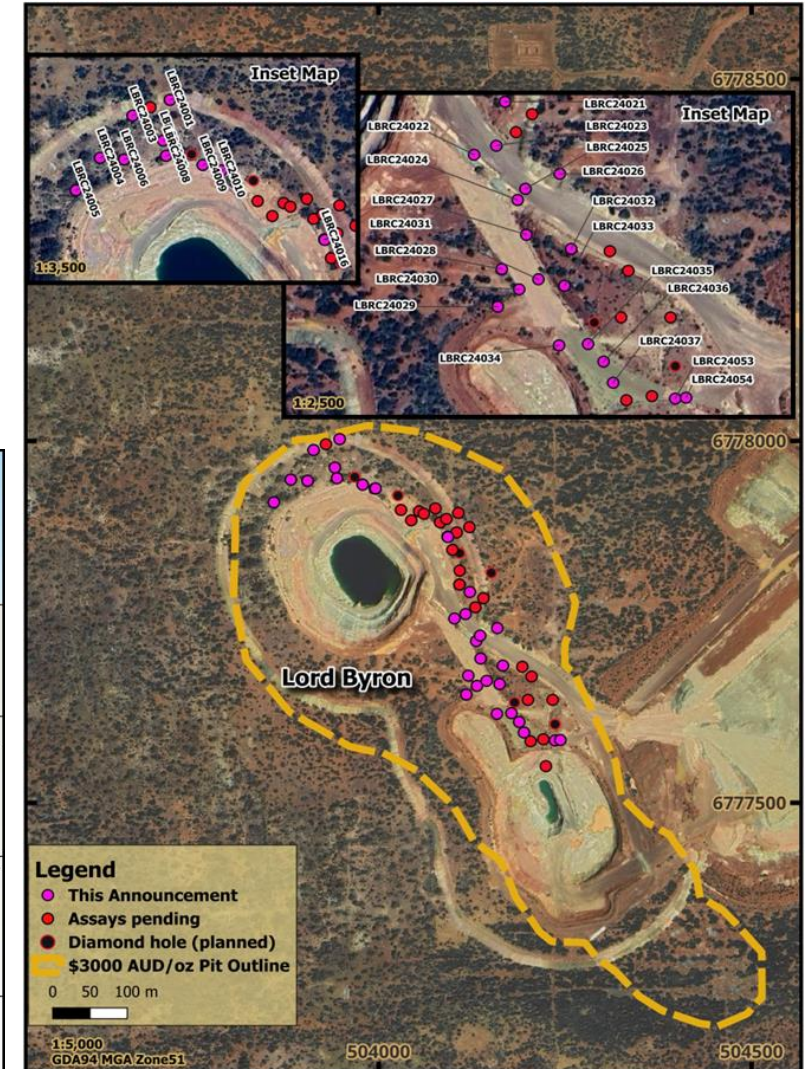 6778500
Inset Map
LBRC24001
LBRC24003
LBRC24008
LBRC24009
LBRC24010
LBRC24004
LBRC24006
LBRC24005
LBRC24016
1:3,500
Inset Map
LBRC24021
LBRC24022
LBRC24023
LBRC24024
LBRC24025
LBRC24026
LBRC24027
LBRC24032
LBRC24031
LBRC24033
LBRC24028
LBRC24035
LBRC24030
LBRC24036
LBRC24029
LBRC24037
LBRC24034
LBRC24053
LBRC24054
1:2,500
6778000
Lord Byron
6777500
Legend
This Announcement
Assays pending
Diamond hole (planned)
$3000 AUD/oz Pit Outline
0 50 100 m
1:5,000
GDA94 MGA Zone51
504000
504500